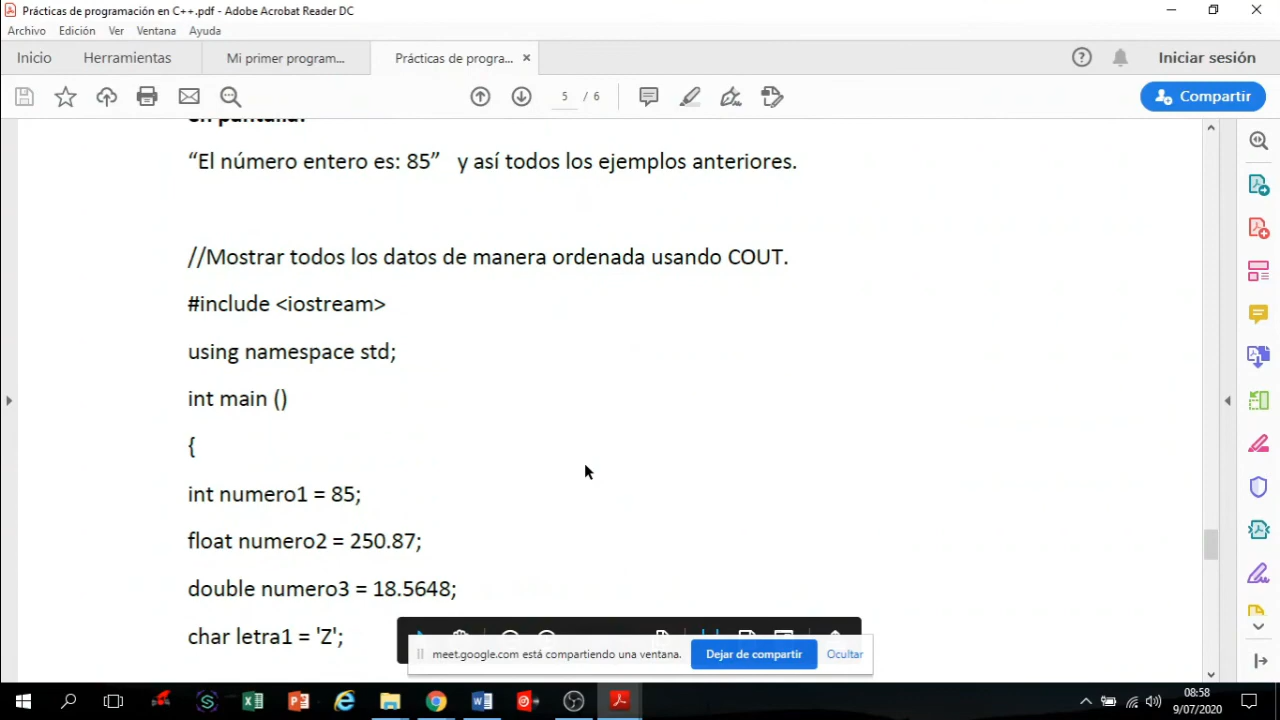 Prácticas de programación en C++.pdf - Adobe Acrobat Reader DC
Archivo Edición Ver Ventana Ayuda
Inicio Herramientas Mi primer program... Prácticas de progra... × Iniciar sesión
5 / 6 Compartir
en pantalla:
“El número entero es: 85” y así todos los ejemplos anteriores.
//Mostrar todos los datos de manera ordenada usando COUT.
#include <iostream>
using namespace std;
int main ()
{
int numero1 = 85;
float numero2 = 250.87;
double numero3 = 18.5648;
char letra1 = 'Z';
meet.google.com está compartiendo una ventana. Dejar de compartir Ocultar
08:58
9/07/2020